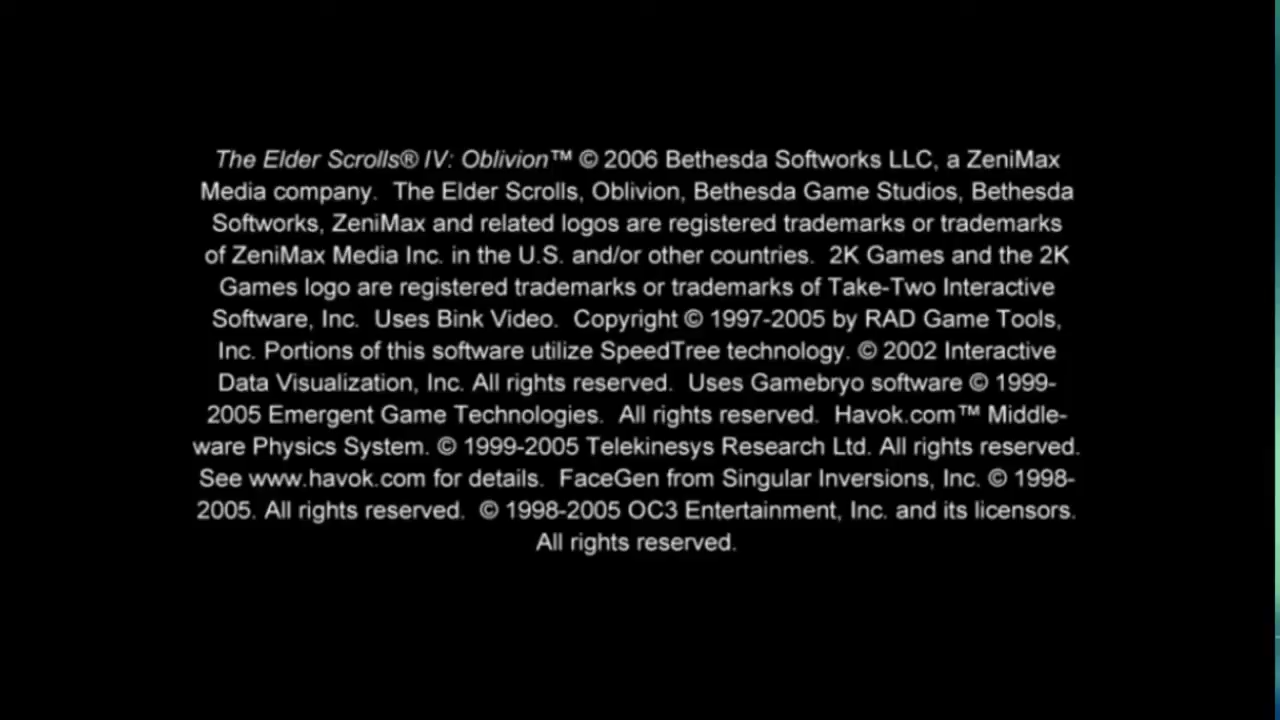 The Elder Scrolls® IV: Oblivion™ © 2006 Bethesda Softworks LLC, a ZeniMax
Media company.  The Elder Scrolls, Oblivion, Bethesda Game Studios, Bethesda
Softworks, ZeniMax and related logos are registered trademarks or trademarks
of ZeniMax Media Inc. in the U.S. and/or other countries.  2K Games and the 2K
Games logo are registered trademarks or trademarks of Take-Two Interactive
Software, Inc.  Uses Bink Video.  Copyright © 1997-2005 by RAD Game Tools,
Inc. Portions of this software utilize SpeedTree technology. © 2002 Interactive
Data Visualization, Inc. All rights reserved.  Uses Gamebryo software © 1999-
2005 Emergent Game Technologies.  All rights reserved.  Havok.com™ Middle-
ware Physics System. © 1999-2005 Telekinesys Research Ltd. All rights reserved.
See www.havok.com for details.  FaceGen from Singular Inversions, Inc. © 1998-
2005. All rights reserved.  © 1998-2005 OC3 Entertainment, Inc. and its licensors.
All rights reserved.